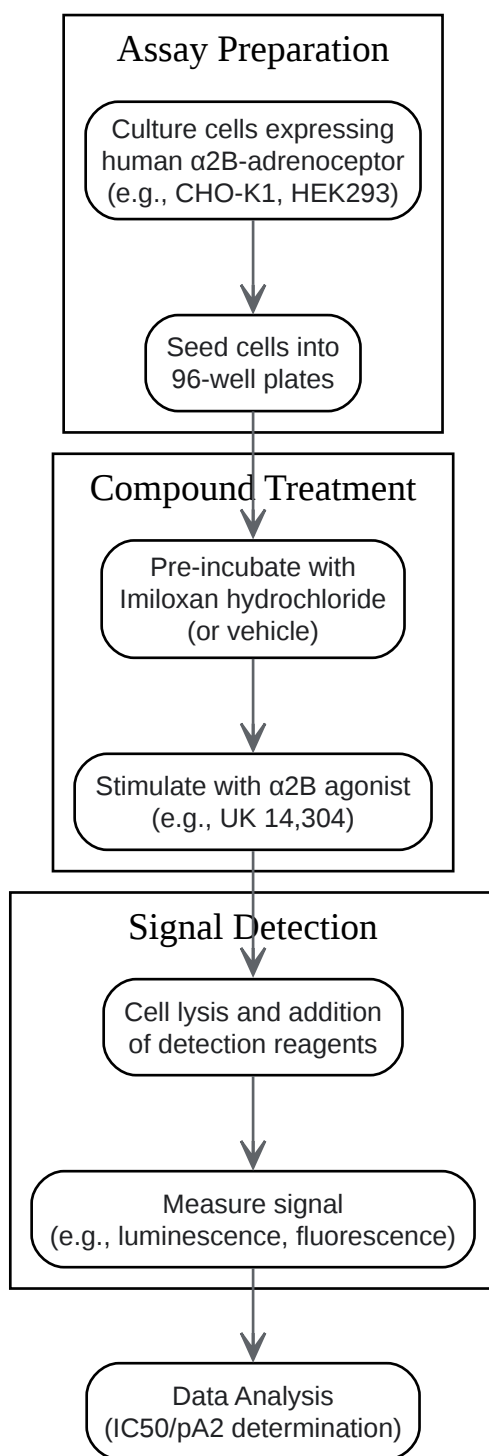 Assay Preparation
Culture cells expressing
human α2B-adrenoceptor
(e.g., CHO-K1, HEK293)
Seed cells into
96-well plates
Compound Treatment
Pre-incubate with
Imiloxan hydrochloride
(or vehicle)
Stimulate with α2B agonist
(e.g., UK 14,304)
Signal Detection
Cell lysis and addition
of detection reagents
Measure signal
(e.g., luminescence, fluorescence)
Data Analysis
(IC50/pA2 determination)